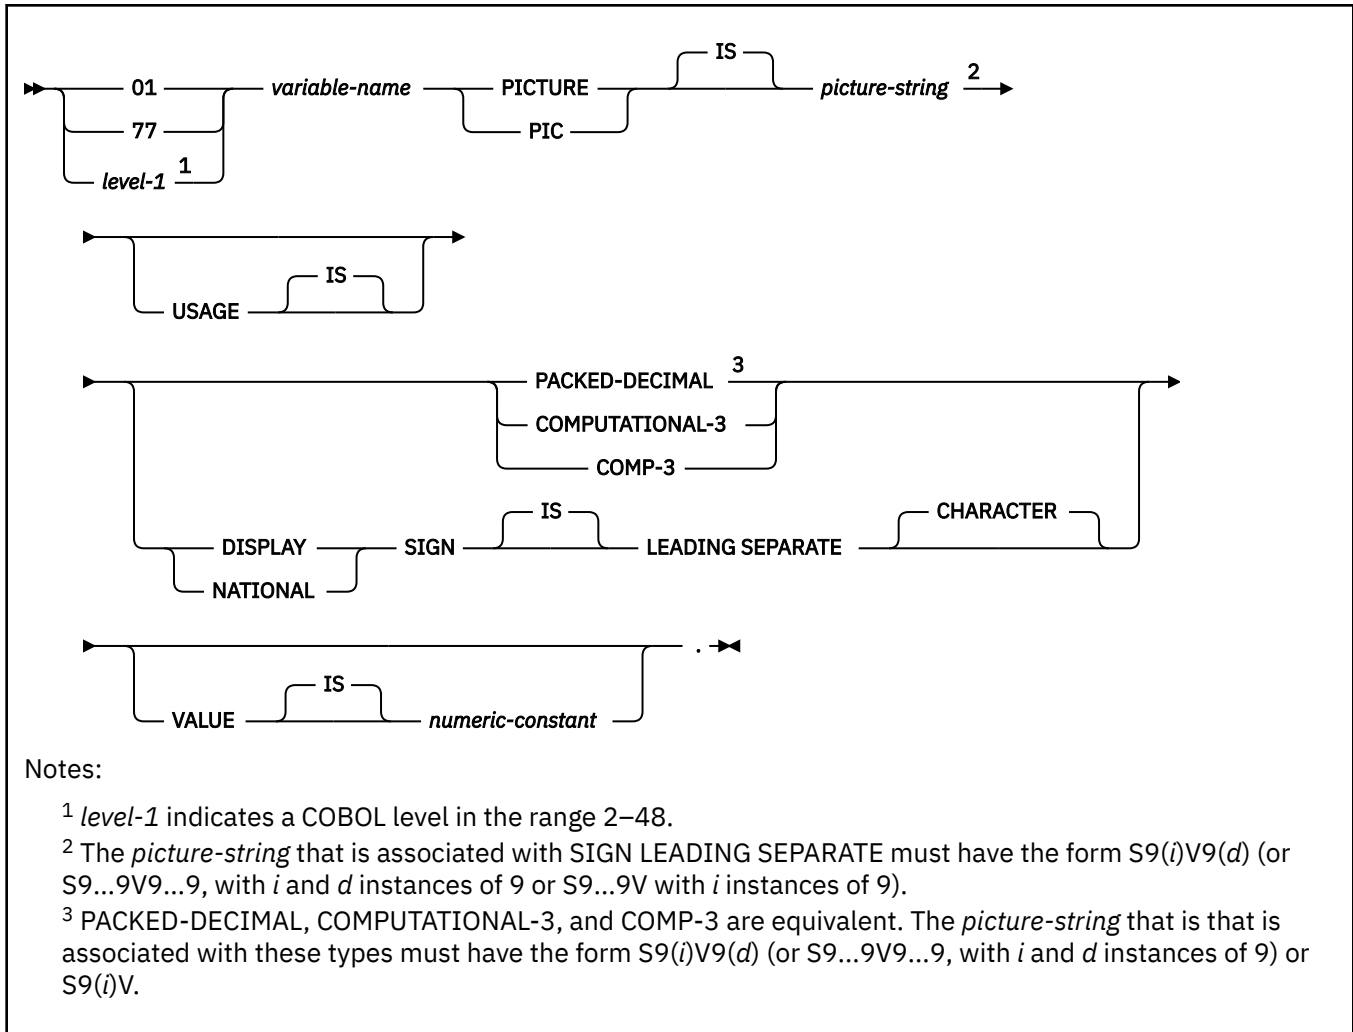 IS
01 variable-name PICTURE picture-string 2
77 PIC
level-1 1
IS
USAGE
PACKED-DECIMAL 3
COMPUTATIONAL-3
COMP-3
IS CHARACTER
DISPLAY SIGN LEADING SEPARATE
NATIONAL
.
IS
VALUE numeric-constant
Notes:
1 level-1 indicates a COBOL level in the range 2–48.
2 The picture-string that is associated with SIGN LEADING SEPARATE must have the form S9(i)V9(d) (or
S9...9V9...9, with i and d instances of 9 or S9...9V with i instances of 9).
3 PACKED-DECIMAL, COMPUTATIONAL-3, and COMP-3 are equivalent. The picture-string that is that is
associated with these types must have the form S9(i)V9(d) (or S9...9V9...9, with i and d instances of 9) or
S9(i)V.